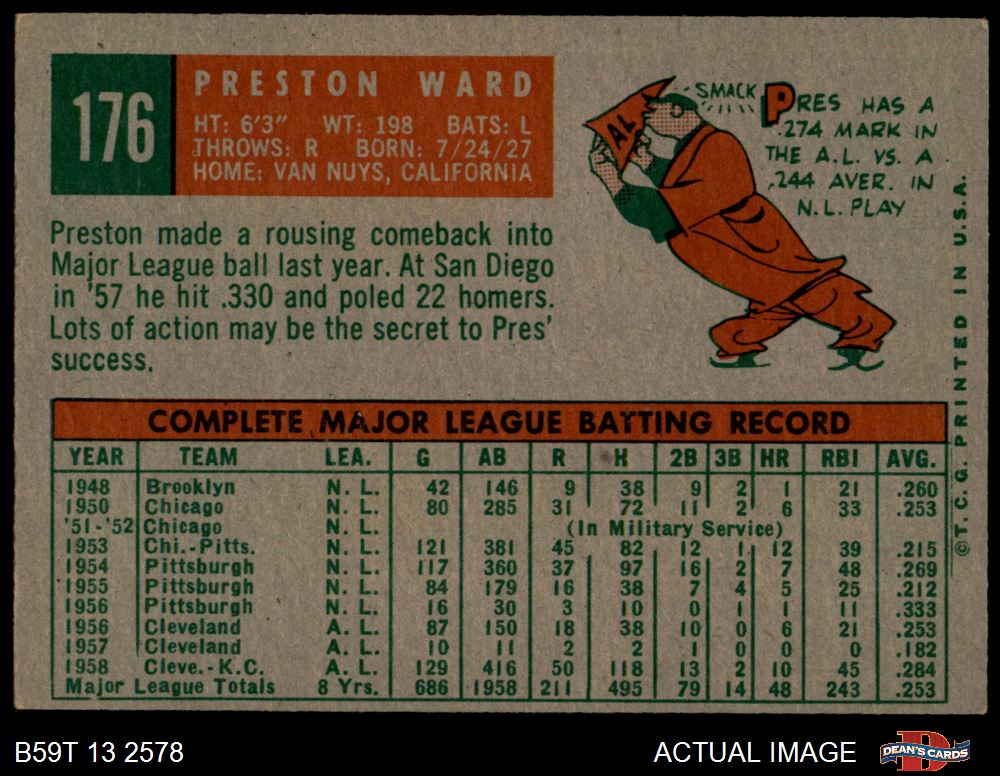 176
PRESTON WARD
HT: 6'3" WT: 198 BATS: L
THROWS: R BORN: 7/24/27
HOME: VAN NUYS, CALIFORNIA
Preston made a rousing comeback into
Major League ball last year. At San Diego
in '57 he hit .330 and poled 22 homers.
Lots of action may be the secret to Pres'
success.
AL
SMACK
PRES HAS A
.274 MARK IN
THE A.L. VS. A
.244 AVER. IN
N.L. PLAY
COMPLETE MAJOR LEAGUE BATTING RECORD
YEAR TEAM LEA. G AB R H 2B 3B HR RBI AVG.
1948 Brooklyn N. L. 42 146 9 38 9 2 1 21 .260
1950 Chicago N. L. 80 285 31 72 11 2 6 33 .253
'51-'52 Chicago N. L. (In Military Service)
1953 Chi.-Pitts. N. L. 121 381 45 82 12 1 12 39 .215
1954 Pittsburgh N. L. 117 360 37 97 16 2 7 48 .269
1955 Pittsburgh N. L. 84 179 16 38 7 4 5 25 .212
1956 Pittsburgh N. L. 16 30 3 10 0 1 1 11 .333
1956 Cleveland A. L. 87 150 18 38 10 0 6 21 .253
1957 Cleveland A. L. 10 11 2 2 1 0 0 0 .182
1958 Cleve.-K.C. A. L. 129 416 50 118 13 2 10 45 .284
Major League Totals 8 Yrs. 686 1958 211 495 79 14 48 243 .253
© T. C. G. PRINTED IN U.S.A.
B59T 13 2578
ACTUAL IMAGE
D
DEAN'S CARDS